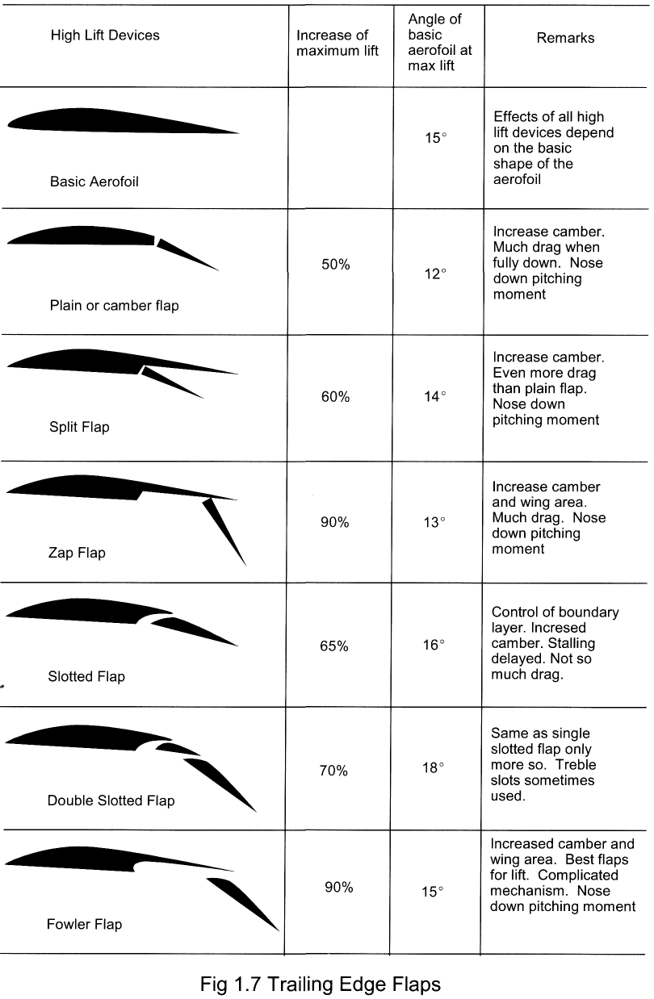 High Lift Devices
Increase of
maximum lift
Angle of
basic
aerofoil at
max lift
Remarks
Basic Aerofoil
15°
Effects of all high
lift devices depend
on the basic
shape of the
aerofoil
Plain or camber flap
50%
12°
Increase camber.
Much drag when
fully down. Nose
down pitching
moment
Split Flap
60%
14°
Increase camber.
Even more drag
than plain flap.
Nose down
pitching moment
Zap Flap
90%
13°
Increase camber
and wing area.
Much drag. Nose
down pitching
moment
Slotted Flap
65%
16°
Control of boundary
layer. Incresed
camber. Stalling
delayed. Not so
much drag.
Double Slotted Flap
70%
18°
Same as single
slotted flap only
more so. Treble
slots sometimes
used.
Fowler Flap
90%
15°
Increased camber and
wing area. Best flaps
for lift. Complicated
mechanism. Nose
down pitching moment
Fig 1.7 Trailing Edge Flaps